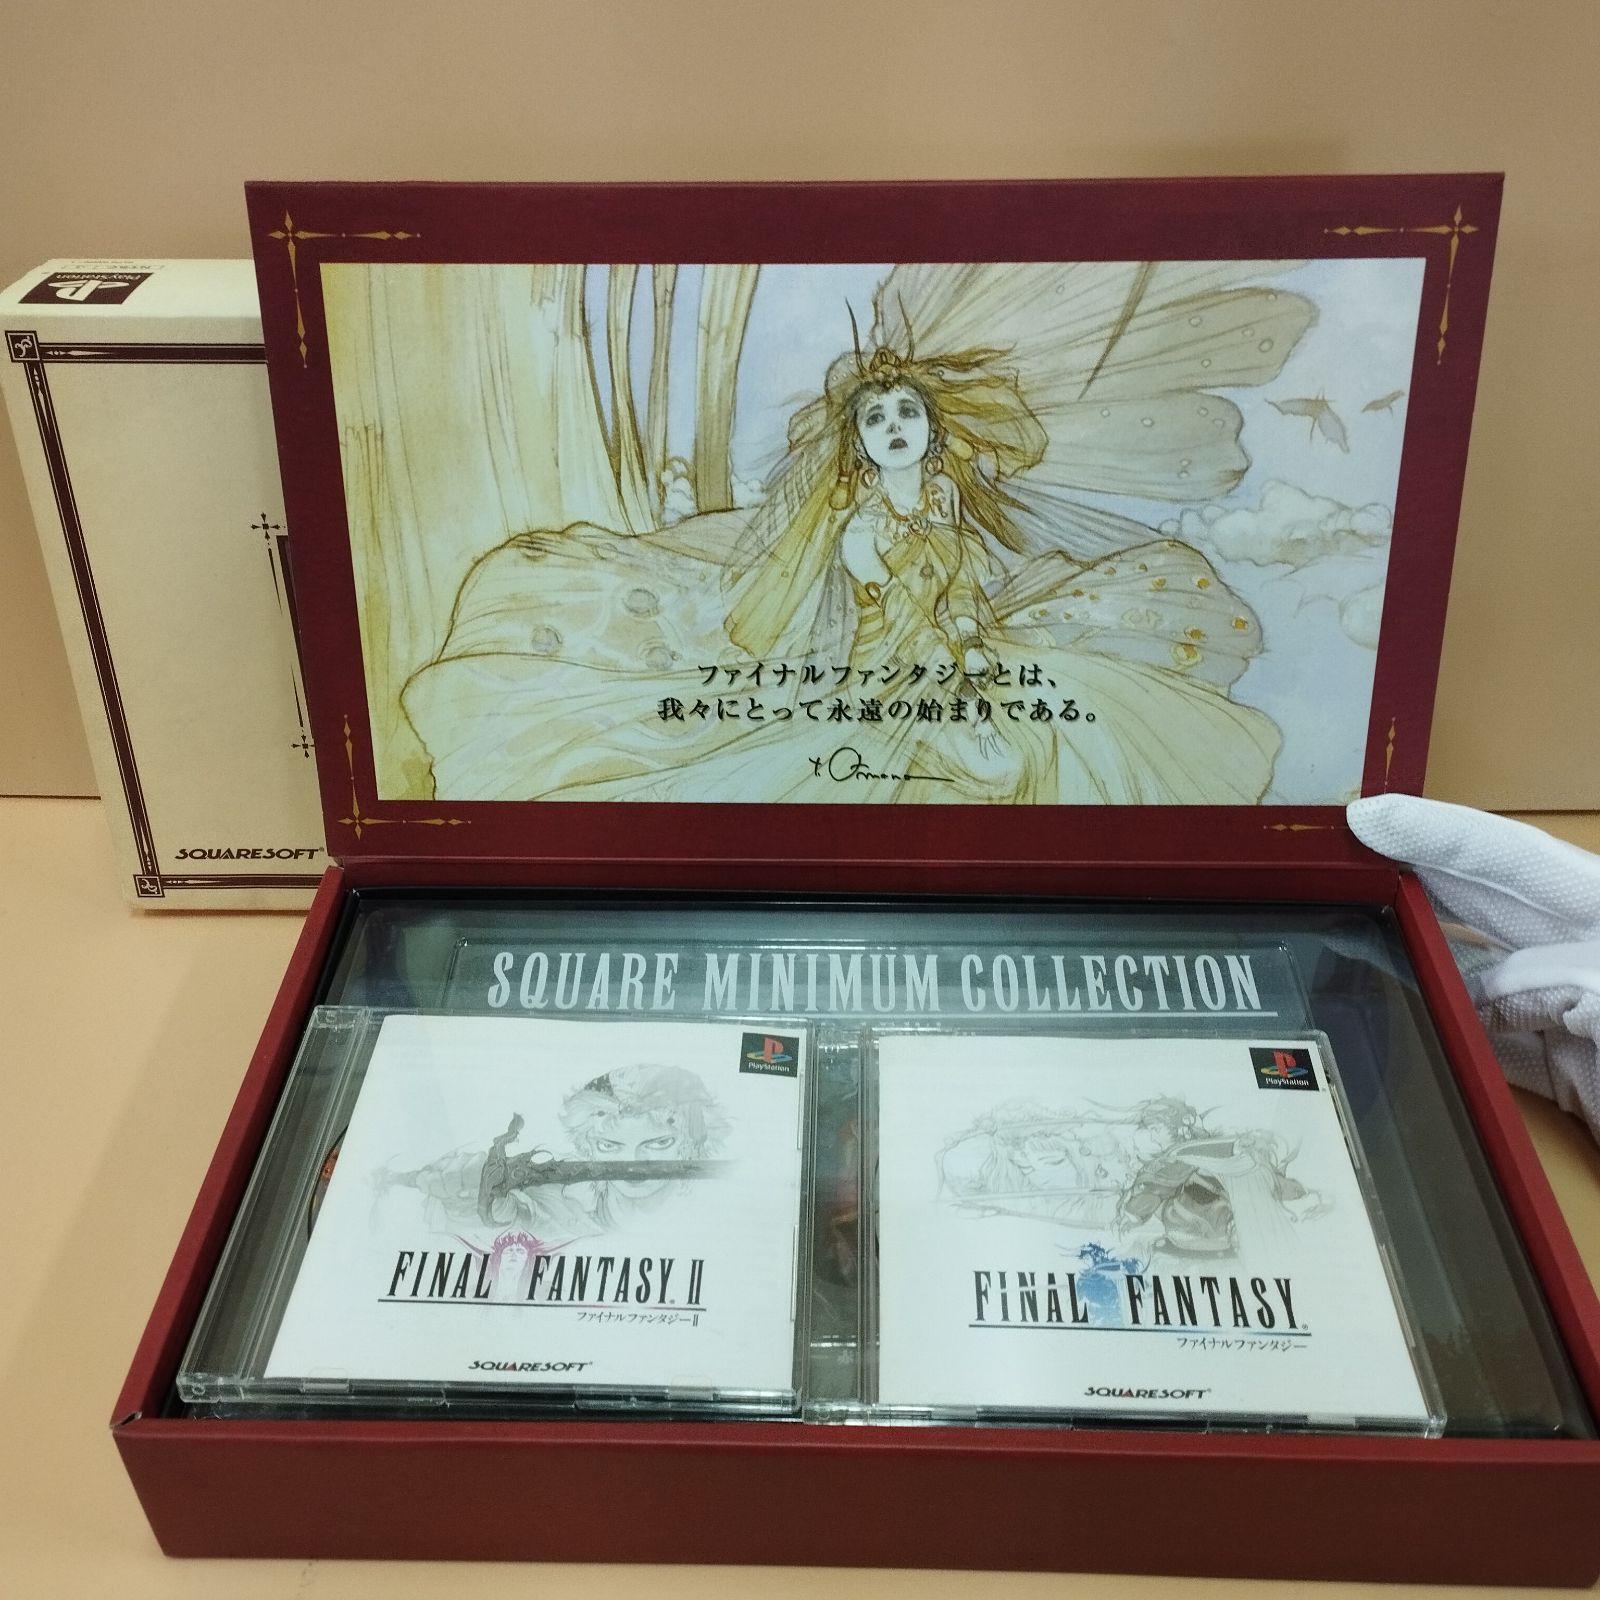 PlayStation
NTSC J
SQUARESOFT®
ファイナルファンタジーとは、
我々にとって永遠の始まりである。
Y. Amano
SQUARE MINIMUM COLLECTION
PlayStation
FINAL FANTASY® II
ファイナルファンタジーII
SQUARESOFT®
PlayStation
FINAL FANTASY®
ファイナルファンタジー
SQUARESOFT®